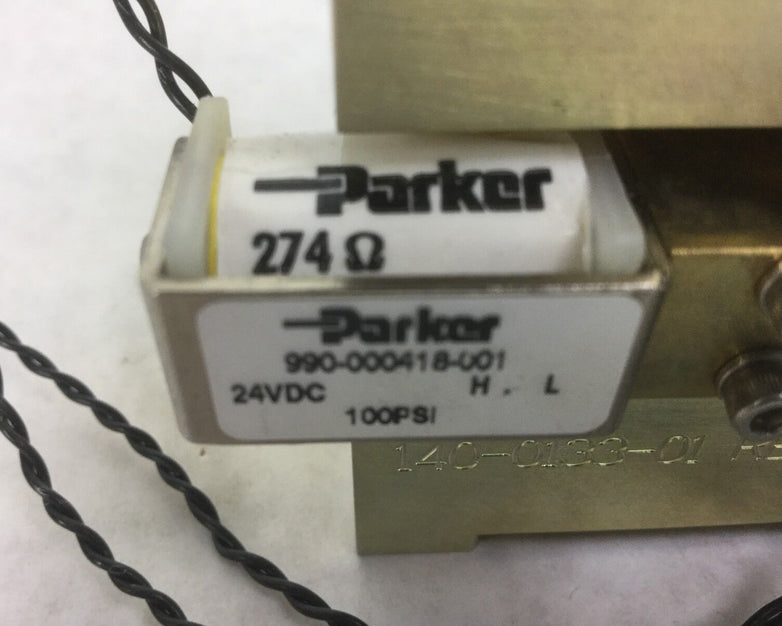 Parker
274 Ω
Parker
990-000418-001
24VDC H. L
100PSI
140-0133-01